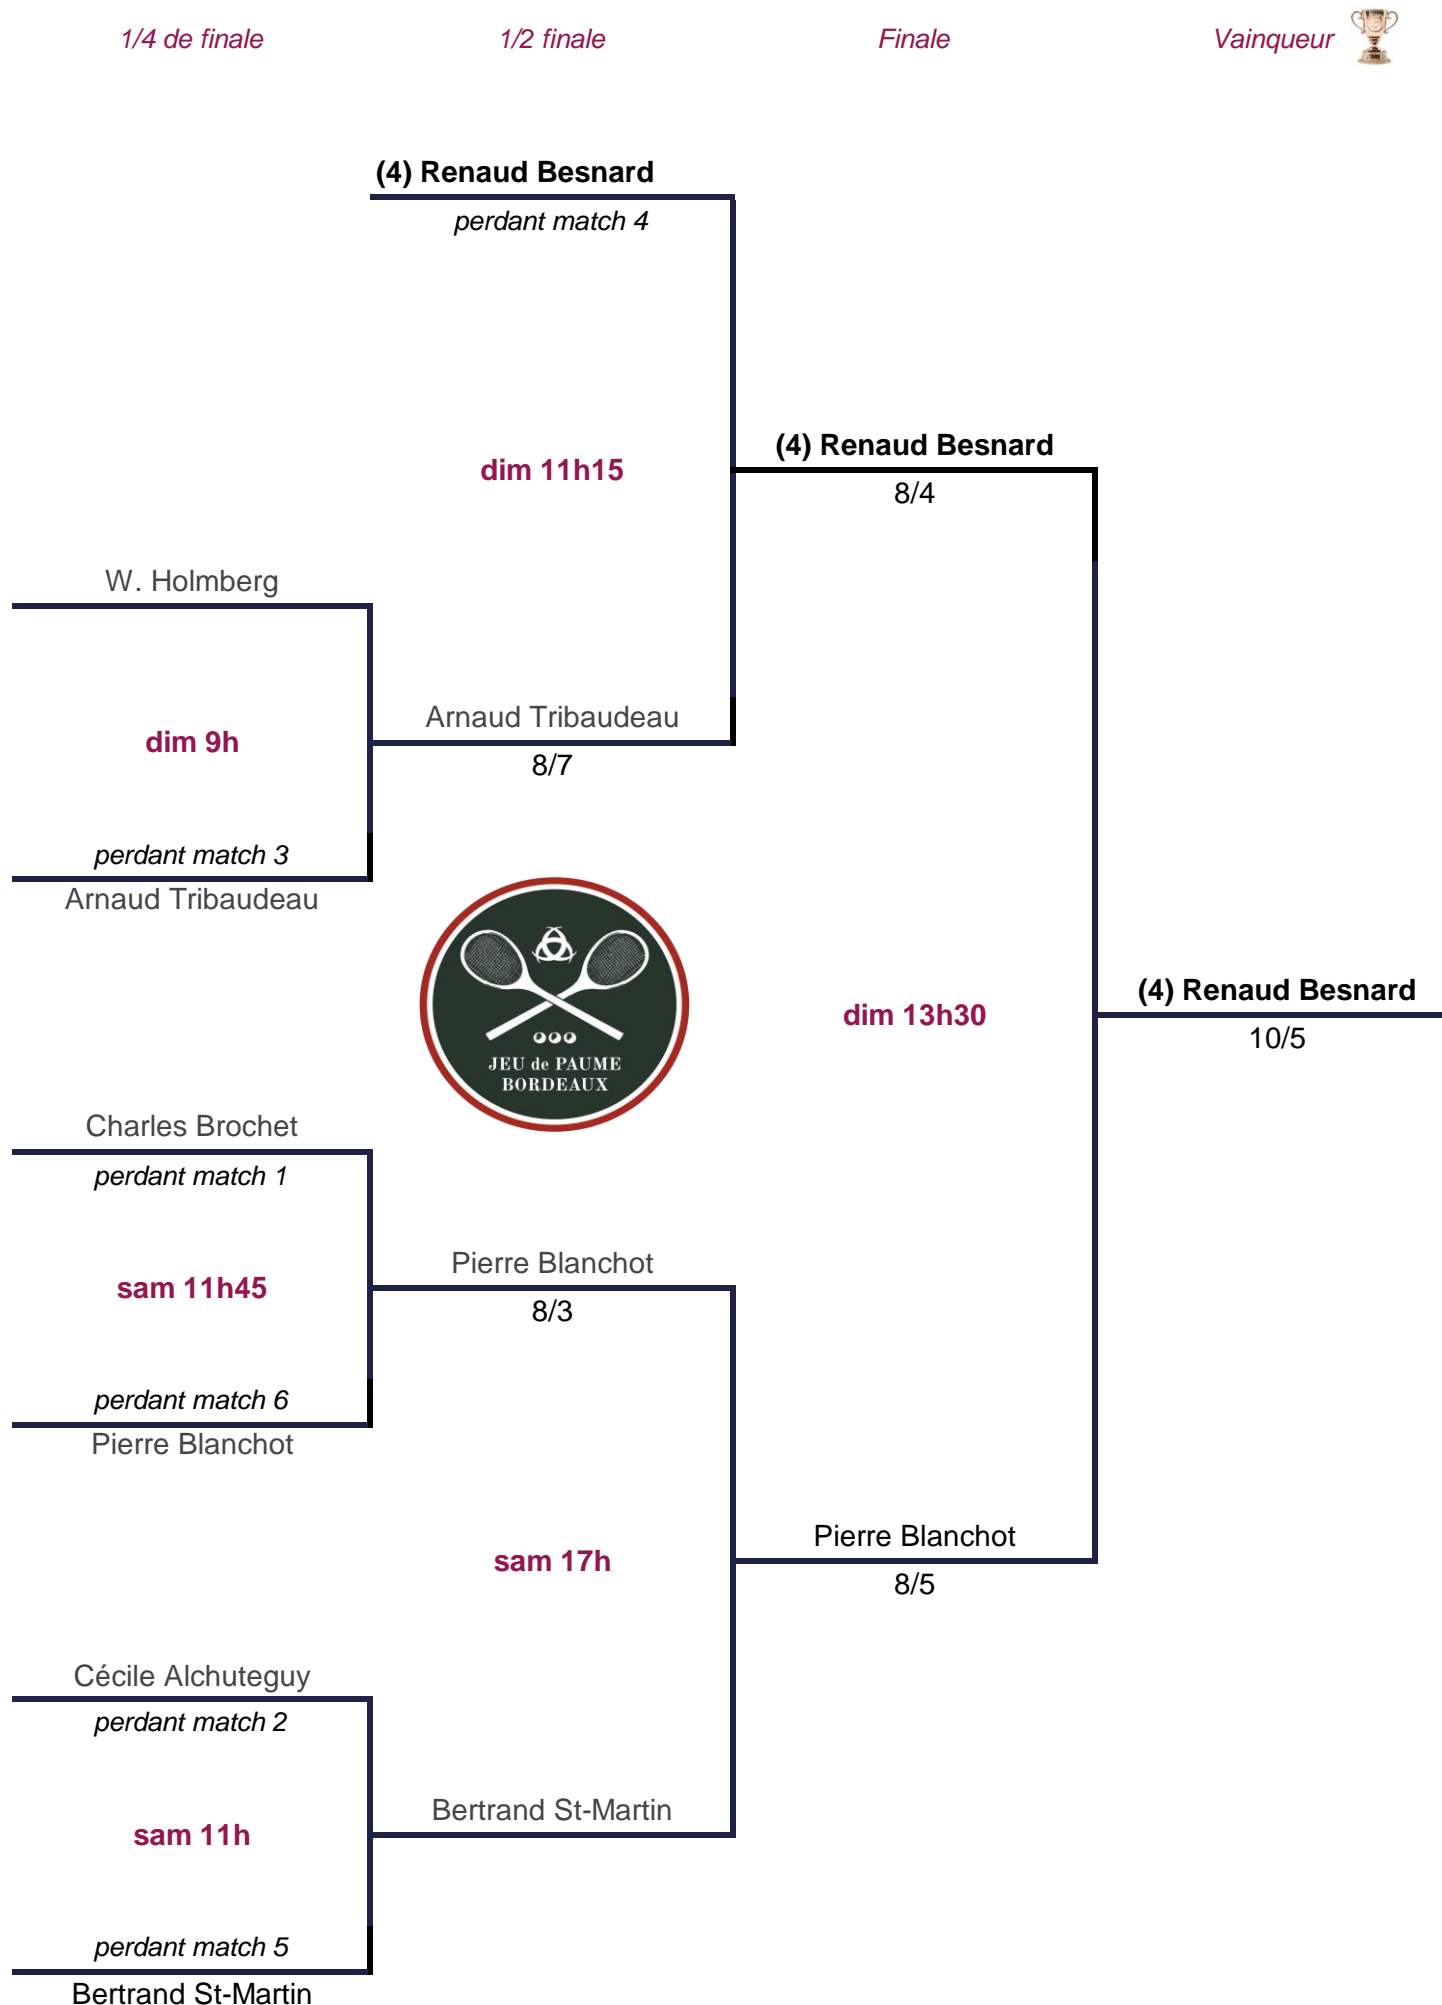 1/4 de finale
1/2 finale
Finale
Vainqueur
(4) Renaud Besnard
perdant match 4
(4) Renaud Besnard
dim 11h15
8/4
W. Holmberg
Arnaud Tribaudeau
dim 9h
8/7
perdant match 3
Arnaud Tribaudeau
JEU de PAUME
BORDEAUX
(4) Renaud Besnard
dim 13h30
10/5
Charles Brochet
perdant match 1
Pierre Blanchot
sam 11h45
8/3
perdant match 6
Pierre Blanchot
Pierre Blanchot
sam 17h
8/5
Cécile Alchuteguy
perdant match 2
Bertrand St-Martin
sam 11h
perdant match 5
Bertrand St-Martin